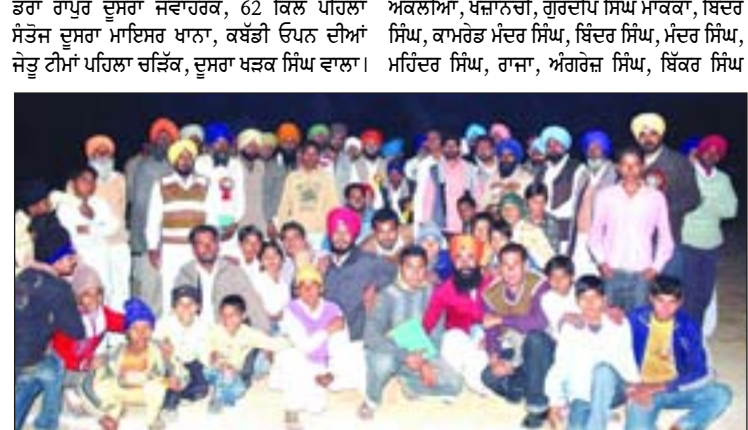 ਡੇਰਾ ਰਾਂਪੁਰ ਦੂਸਰਾ ਜਵਾਹਰਕੇ, 62 ਕਿਲੋ ਪਹਿਲਾ
ਸੰਤੋਜ ਦੂਸਰਾ ਮਾਇਸਰ ਖਾਨਾ, ਕਬੱਡੀ ਓਪਨ ਦੀਆਂ
ਜੇਤੂ ਟੀਮਾਂ ਪਹਿਲਾ ਚੜਿੱਕ, ਦੂਸਰਾ ਖੜਕ ਸਿੰਘ ਵਾਲਾ।
ਅਕਲੀਆ, ਖਜ਼ਾਨਚੀ, ਗੁਰਦੀਪ ਸਿੰਘ ਮਾਕਕਾ, ਬਿੰਦਰ
ਸਿੰਘ, ਕਾਮਰੇਡ ਮੰਦਰ ਸਿੰਘ, ਬਿੰਦਰ ਸਿੰਘ, ਮੰਦਰ ਸਿੰਘ,
ਮਹਿੰਦਰ ਸਿੰਘ, ਰਾਜਾ, ਅੰਗਰੇਜ਼ ਸਿੰਘ, ਬਿੱਕਰ ਸਿੰਘ